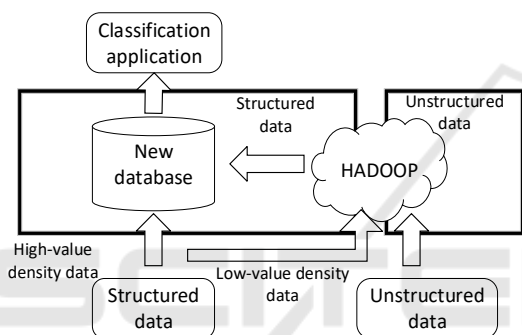 Classification
application
Structured
data
Unstructured
data
New
database
HADOOP
High-value
density data
Low-value density
data
Structured
data
Unstructured
data